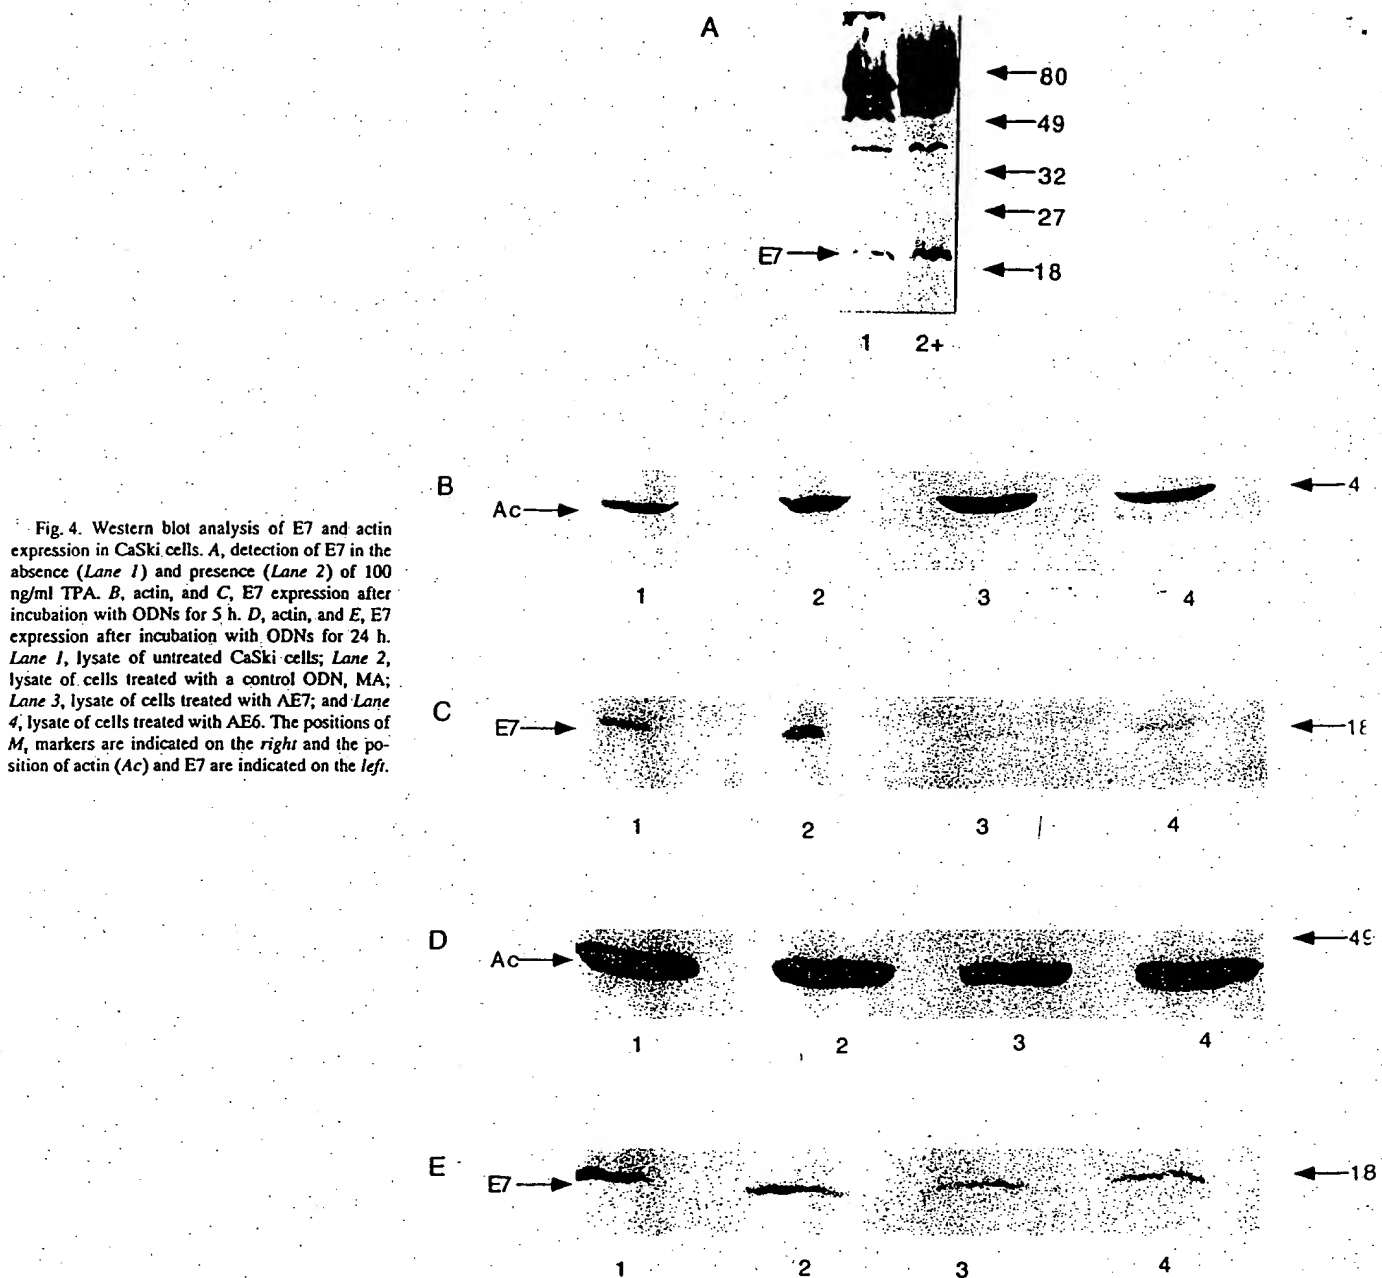 A
80
49
32
27
E7
18
1 2+
B
Ac
4
1 2 3 4
Fig. 4. Western blot analysis of E7 and actin
expression in CaSki cells. A, detection of E7 in the
absence (Lane 1) and presence (Lane 2) of 100
ng/ml TPA. B, actin, and C, E7 expression after
incubation with ODNs for 5 h. D, actin, and E, E7
expression after incubation with ODNs for 24 h.
Lane 1, lysate of untreated CaSki cells; Lane 2,
lysate of cells treated with a control ODN, MA;
Lane 3, lysate of cells treated with AE7; and Lane
4, lysate of cells treated with AE6. The positions of
M, markers are indicated on the right and the po-
sition of actin (Ac) and E7 are indicated on the left.
C
E7
18
1 2 3 4
D
Ac
49
1 2 3 4
E
E7
18
1 2 3 4